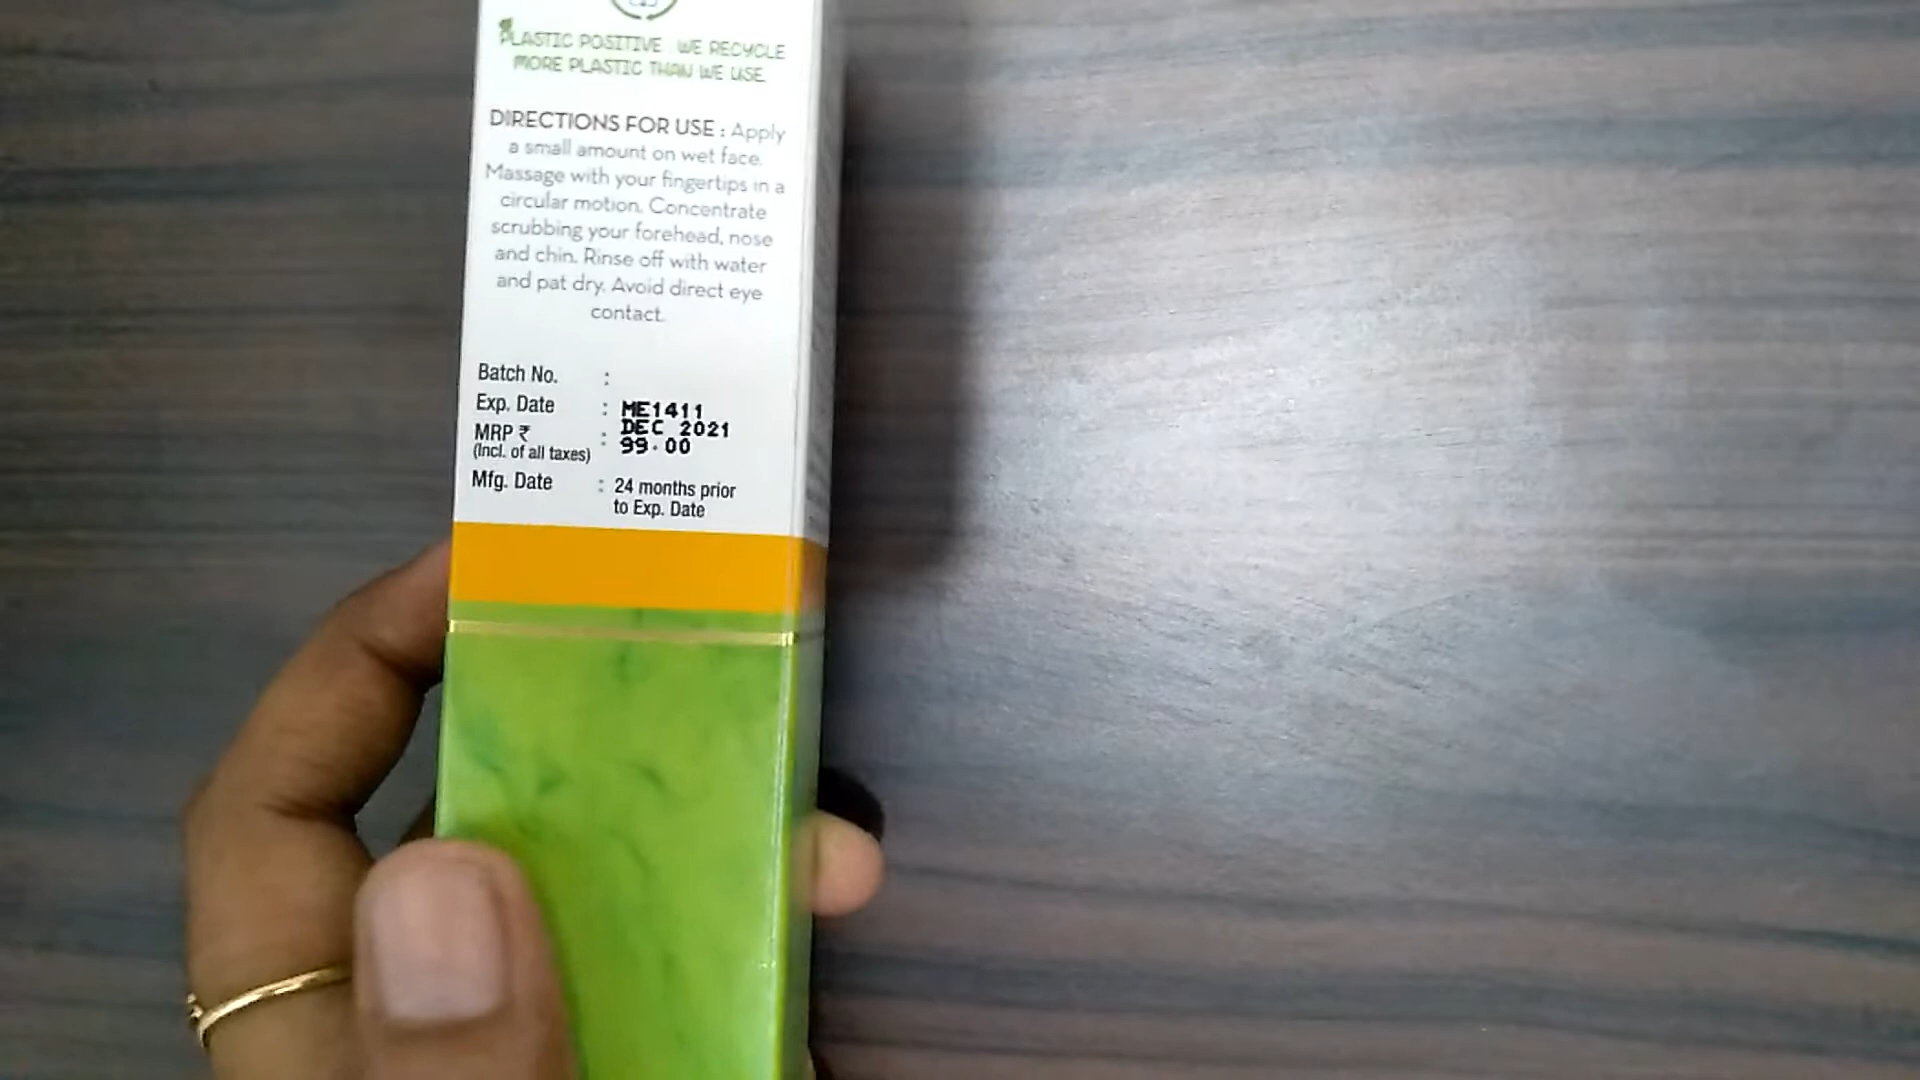 PLASTIC POSITIVE WE RECYCLE
MORE PLASTIC THAN WE USE.
DIRECTIONS FOR USE : Apply
a small amount on wet face.
Massage with your fingertips in a
circular motion. Concentrate
scrubbing your forehead, nose
and chin. Rinse off with water
and pat dry. Avoid direct eye
contact.
Batch No. :
Exp. Date : ME1411
DEC 2021
MRP ₹ : 99.00
(Incl. of all taxes)
Mfg. Date : 24 months prior
to Exp. Date